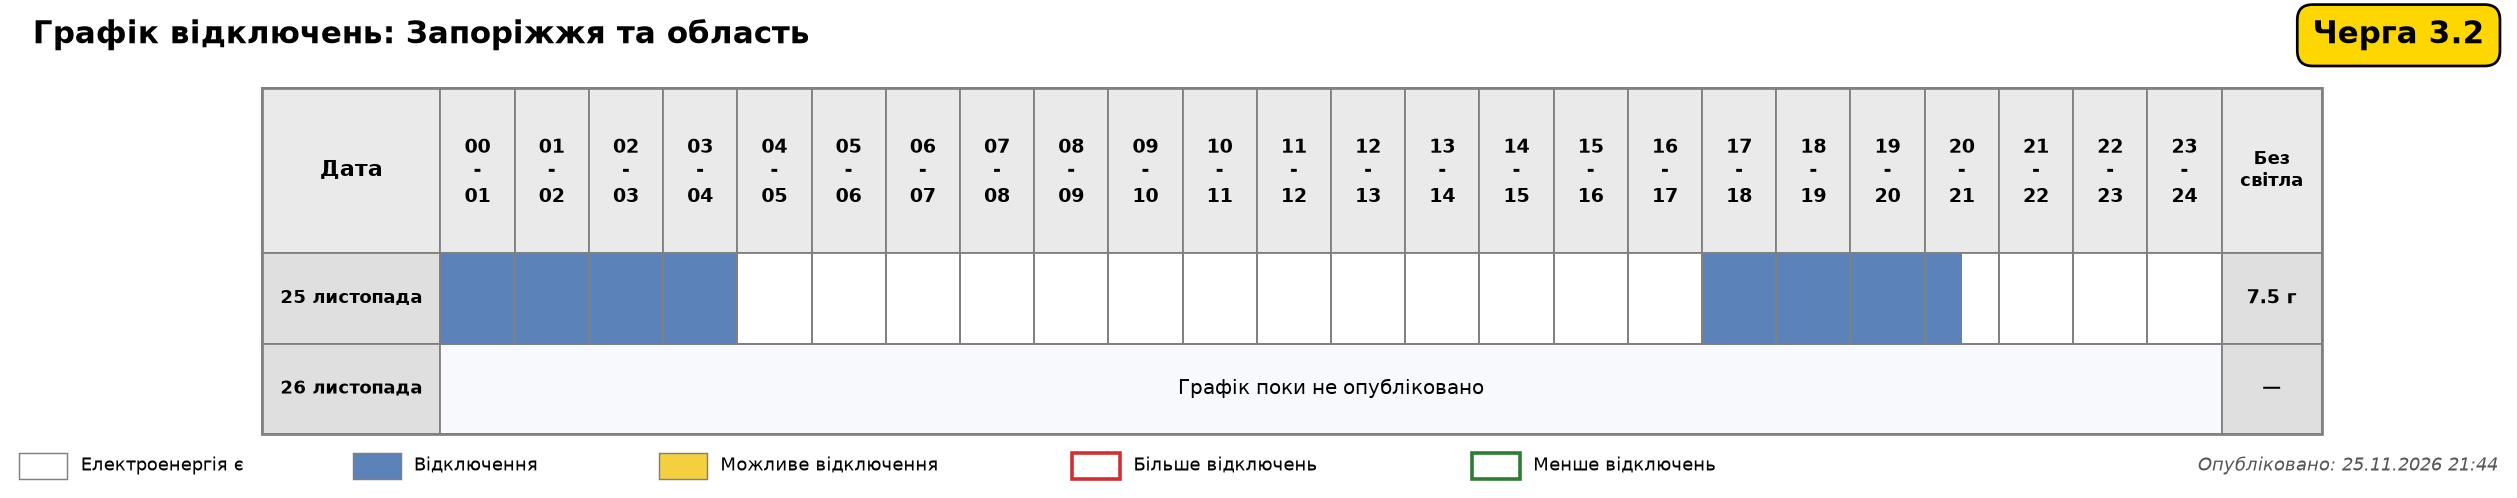 Графік відключень: Запоріжжя та область
Черга 3.2
Дата
00 - 01
01 - 02
02 - 03
03 - 04
04 - 05
05 - 06
06 - 07
07 - 08
08 - 09
09 - 10
10 - 11
11 - 12
12 - 13
13 - 14
14 - 15
15 - 16
16 - 17
17 - 18
18 - 19
19 - 20
20 - 21
21 - 22
22 - 23
23 - 24
Без
світла
25 листопада
7.5 г
26 листопада
Графік поки не опубліковано
—
Електроенергія є
Відключення
Можливе відключення
Більше відключень
Менше відключень
Опубліковано: 25.11.2026 21:44